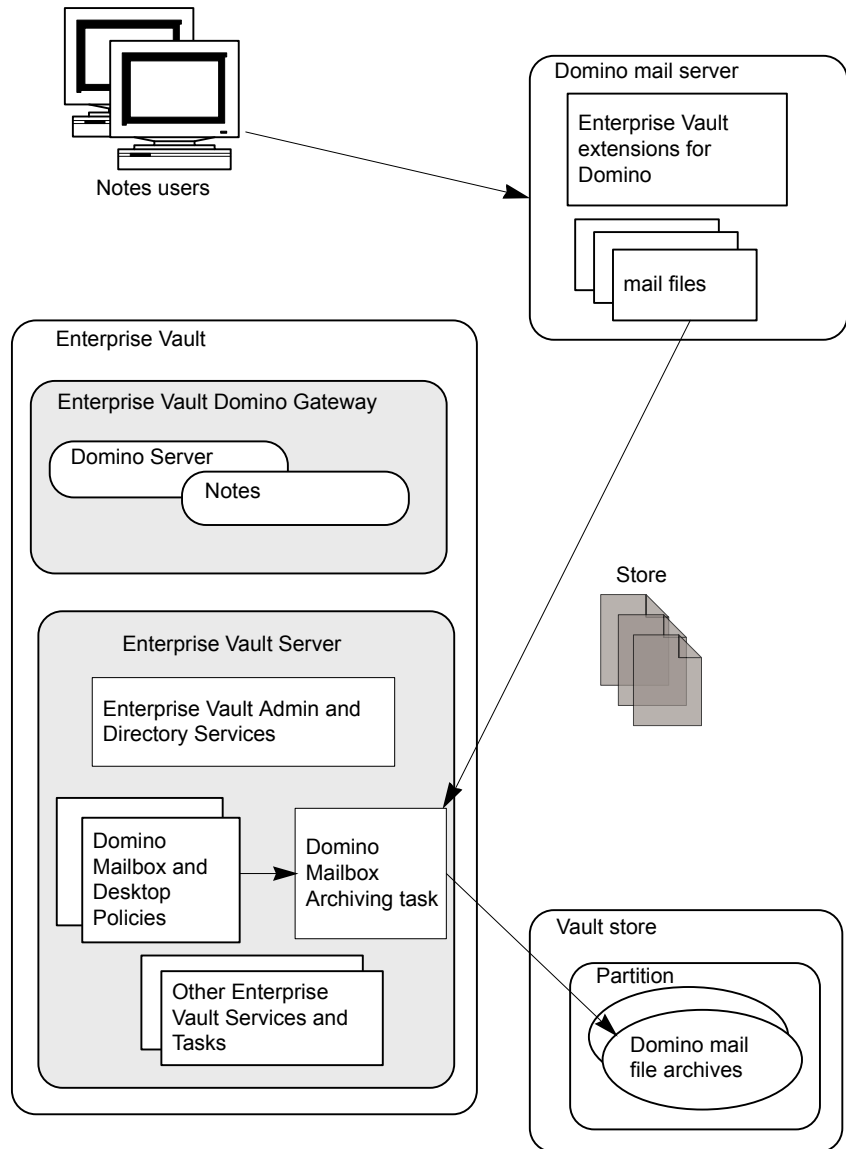 Notes users
Domino mail server
Enterprise Vault
extensions for
Domino
mail files
Enterprise Vault
Enterprise Vault Domino Gateway
Domino Server
Notes
Store
Enterprise Vault Server
Enterprise Vault Admin and
Directory Services
Domino
Mailbox and
Desktop
Policies
Domino
Mailbox
Archiving task
Other Enterprise
Vault Services and
Tasks
Vault store
Partition
Domino mail
file archives